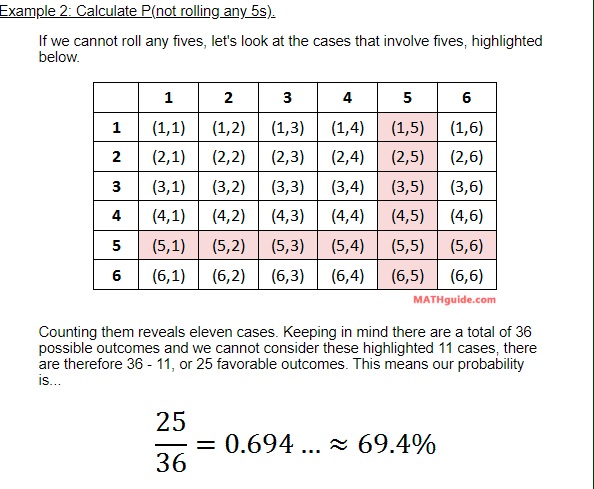 Example 2: Calculate P(not rolling any 5s).
If we cannot roll any fives, let's look at the cases that involve fives, highlighted
below.
1 2 3 4 5 6
1 (1,1) (1,2) (1,3) (1,4) (1,5) (1,6)
2 (2,1) (2,2) (2,3) (2,4) (2,5) (2,6)
3 (3,1) (3,2) (3,3) (3,4) (3,5) (3,6)
4 (4,1) (4,2) (4,3) (4,4) (4,5) (4,6)
5 (5,1) (5,2) (5,3) (5,4) (5,5) (5,6)
6 (6,1) (6,2) (6,3) (6,4) (6,5) (6,6)
MATHguide.com
Counting them reveals eleven cases. Keeping in mind there are a total of 36
possible outcomes and we cannot consider these highlighted 11 cases, there
are therefore 36 - 11, or 25 favorable outcomes. This means our probability
is...
25
36
= 0.694 ... ≈ 69.4%